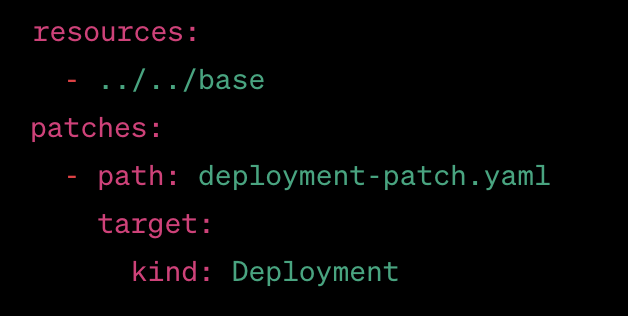 resources:
  - ../../base
patches:
  - path: deployment-patch.yaml
    target:
      kind: Deployment